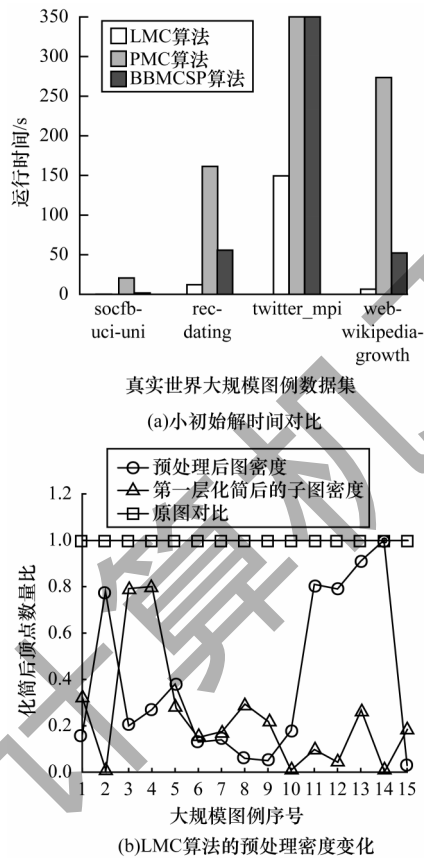 350
300
250
200
150
100
50
0
运行时间/s
LMC算法
PMC算法
BBMCSP算法
socfb-
uci-uni
rec-
dating
twitter_mpi
web-
wikipedia-
growth
真实世界大规模图例数据集
(a)小初始解时间对比
预处理后图密度
第一层化简后的子图密度
原图对比
1.2
1.0
0.8
0.6
0.4
0.2
0.0
化简后顶点数量比
1 2 3 4 5 6 7 8 9 10 11 12 13 14 15
大规模图例序号
(b)LMC算法的预处理密度变化
计算机